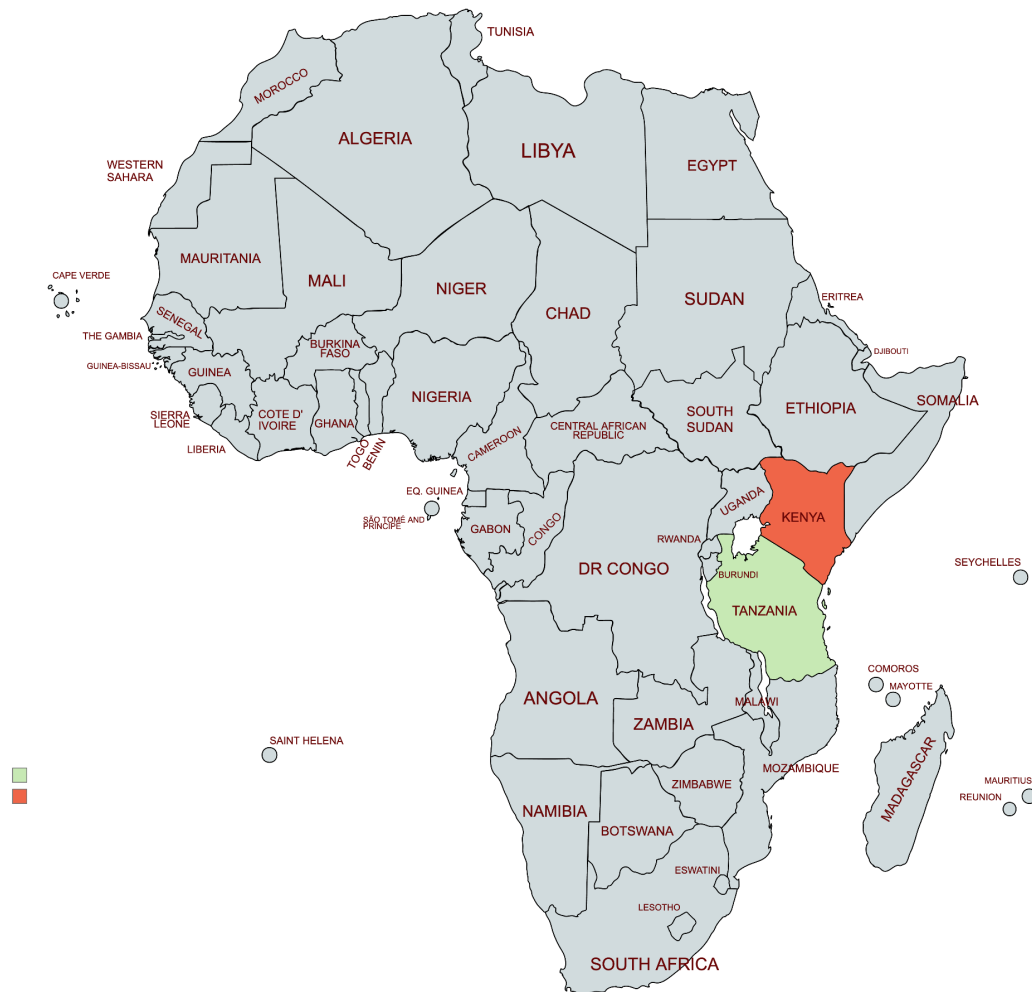 TUNISIA
MOROCCO
ALGERIA
LIBYA
EGYPT
WESTERN
SAHARA
MAURITANIA
MALI
NIGER
CHAD
SUDAN
ERITREA
CAPE VERDE
SENEGAL
THE GAMBIA
GUINEA-BISSAU
GUINEA
BURKINA
FASO
DJIBOUTI
SIERRA
LEONE
LIBERIA
COTE D'
IVOIRE
GHANA
TOGO
BENIN
NIGERIA
CAMEROON
CENTRAL AFRICAN
REPUBLIC
SOUTH
SUDAN
ETHIOPIA
SOMALIA
EQ. GUINEA
SÃO TOMÉ AND
PRINCIPE
GABON
CONGO
DR CONGO
UGANDA
KENYA
RWANDA
BURUNDI
TANZANIA
SEYCHELLES
COMOROS
MAYOTTE
ANGOLA
ZAMBIA
MALAWI
MOZAMBIQUE
MADAGASCAR
SAINT HELENA
MAURITIUS
REUNION
NAMIBIA
BOTSWANA
ZIMBABWE
ESWATINI
LESOTHO
SOUTH AFRICA